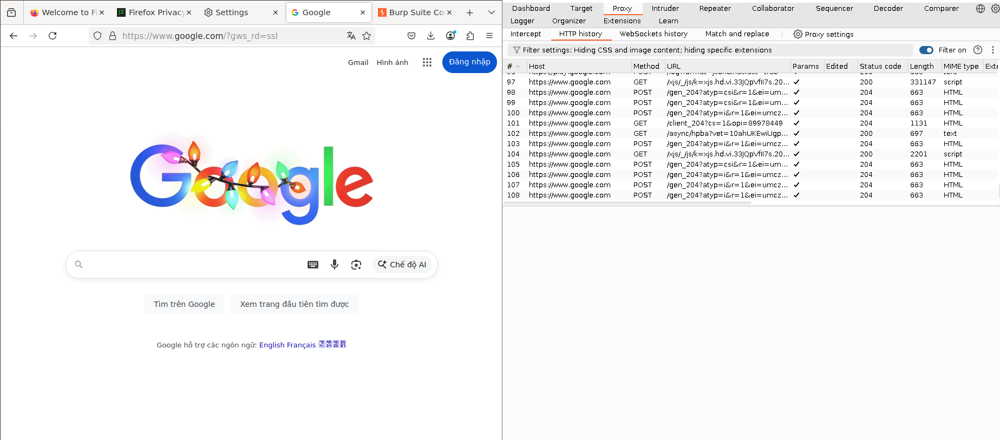 Welcome to Fi
Firefox Privacy
Settings
Google
Burp Suite Co
https://www.google.com/?gws_rd=ssl
Gmail
Hình ảnh
Đăng nhập
Google
Chế độ AI
Tìm trên Google
Xem trang đầu tiên tìm được
Google hỗ trợ các ngôn ngữ: English Français
Dashboard Target Proxy Intruder Repeater Collaborator Sequencer Decoder Comparer
Logger Organizer Extensions Learn
Intercept HTTP history WebSockets history Match and replace Proxy settings
Filter settings: Hiding CSS and image content; hiding specific extensions
Filter on
# Host Method URL Params Edited Status code Length MIME type Exte
97 https://www.google.com GET /xjs/_/js/k=xjs.hd.vi.33JQpVfII7s.20... ✓ 200 331147 script
98 https://www.google.com POST /gen_204?atyp=csi&r=1&ei=um... ✓ 204 663 HTML
99 https://www.google.com POST /gen_204?atyp=csi&r=1&ei=um... ✓ 204 663 HTML
100 https://www.google.com POST /gen_204?atyp=i&r=1&ei=umcz... ✓ 204 663 HTML
101 https://www.google.com GET /client_204?cs=1&opi=89978449 ✓ 204 1131 HTML
102 https://www.google.com GET /async/hpba?vet=10ahUKEwiUgp... ✓ 200 697 text
103 https://www.google.com POST /gen_204?atyp=i&r=1&ei=umcz... ✓ 204 663 HTML
104 https://www.google.com GET /xjs/_/js/k=xjs.hd.vi.33JQpVfII7s.20... ✓ 200 2201 script
105 https://www.google.com POST /gen_204?atyp=csi&r=1&ei=um... ✓ 204 663 HTML
106 https://www.google.com POST /gen_204?atyp=i&r=1&ei=umcz... ✓ 204 663 HTML
107 https://www.google.com POST /gen_204?atyp=i&r=1&ei=umcz... ✓ 204 663 HTML
108 https://www.google.com POST /gen_204?atyp=i&r=1&ei=umcz... ✓ 204 663 HTML